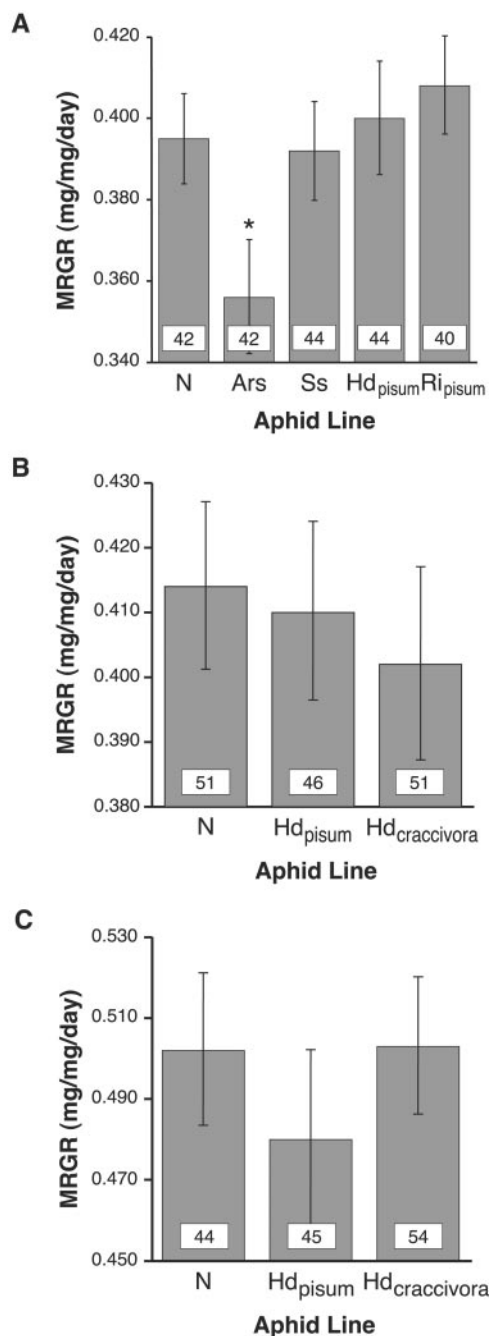 A
MRGR (mg/mg/day)
0.420
0.400
0.380
0.360
0.340
*
42 42 44 44 40
N Ars Ss Hdpisum Ripisum
Aphid Line
B
MRGR (mg/mg/day)
0.430
0.420
0.410
0.400
0.390
0.380
51 46 51
N Hdpisum Hdcraccivora
Aphid Line
C
MRGR (mg/mg/day)
0.530
0.510
0.490
0.470
0.450
44 45 54
N Hdpisum Hdcraccivora
Aphid Line